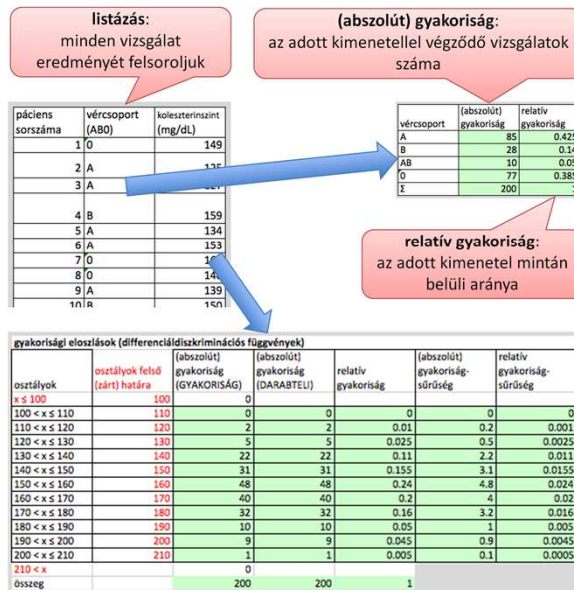 listázás:
minden vizsgálat
eredményét felsoroljuk
(abszolút) gyakoriság:
az adott kimenetellel végződő vizsgálatok
száma
páciens sorszáma vércsoport (AB0) koleszterinszint (mg/dL)
1 0 149
2 A
3 A
4 B 159
5 A 134
6 A 153
7 0
8 0
9 A 139
10 B 150
vércsoport (abszolút) gyakoriság relatív gyakoriság
A 85 0.425
B 28 0.14
AB 10 0.05
0 77 0.385
Σ 200 1
relatív gyakoriság:
az adott kimenetel mintán
belüli aránya
gyakorisági eloszlások (differenciáldiszkriminációs függvények)
osztályok osztályok felső (zárt) határa (abszolút) gyakoriság (GYAKORISÁG) (abszolút) gyakoriság (DARABTELI) relatív gyakoriság (abszolút) gyakoriság-sűrűség relatív gyakoriság-sűrűség
x ≤ 100 100 0
100 < x ≤ 110 110 0 0 0 0 0
110 < x ≤ 120 120 2 2 0.01 0.2 0.001
120 < x ≤ 130 130 5 5 0.025 0.5 0.0025
130 < x ≤ 140 140 22 22 0.11 2.2 0.011
140 < x ≤ 150 150 31 31 0.155 3.1 0.0155
150 < x ≤ 160 160 48 48 0.24 4.8 0.024
160 < x ≤ 170 170 40 40 0.2 4 0.02
170 < x ≤ 180 180 32 32 0.16 3.2 0.016
180 < x ≤ 190 190 10 10 0.05 1 0.005
190 < x ≤ 200 200 9 9 0.045 0.9 0.0045
200 < x ≤ 210 210 1 1 0.005 0.1 0.0005
210 < x 0
összeg 200 200 1